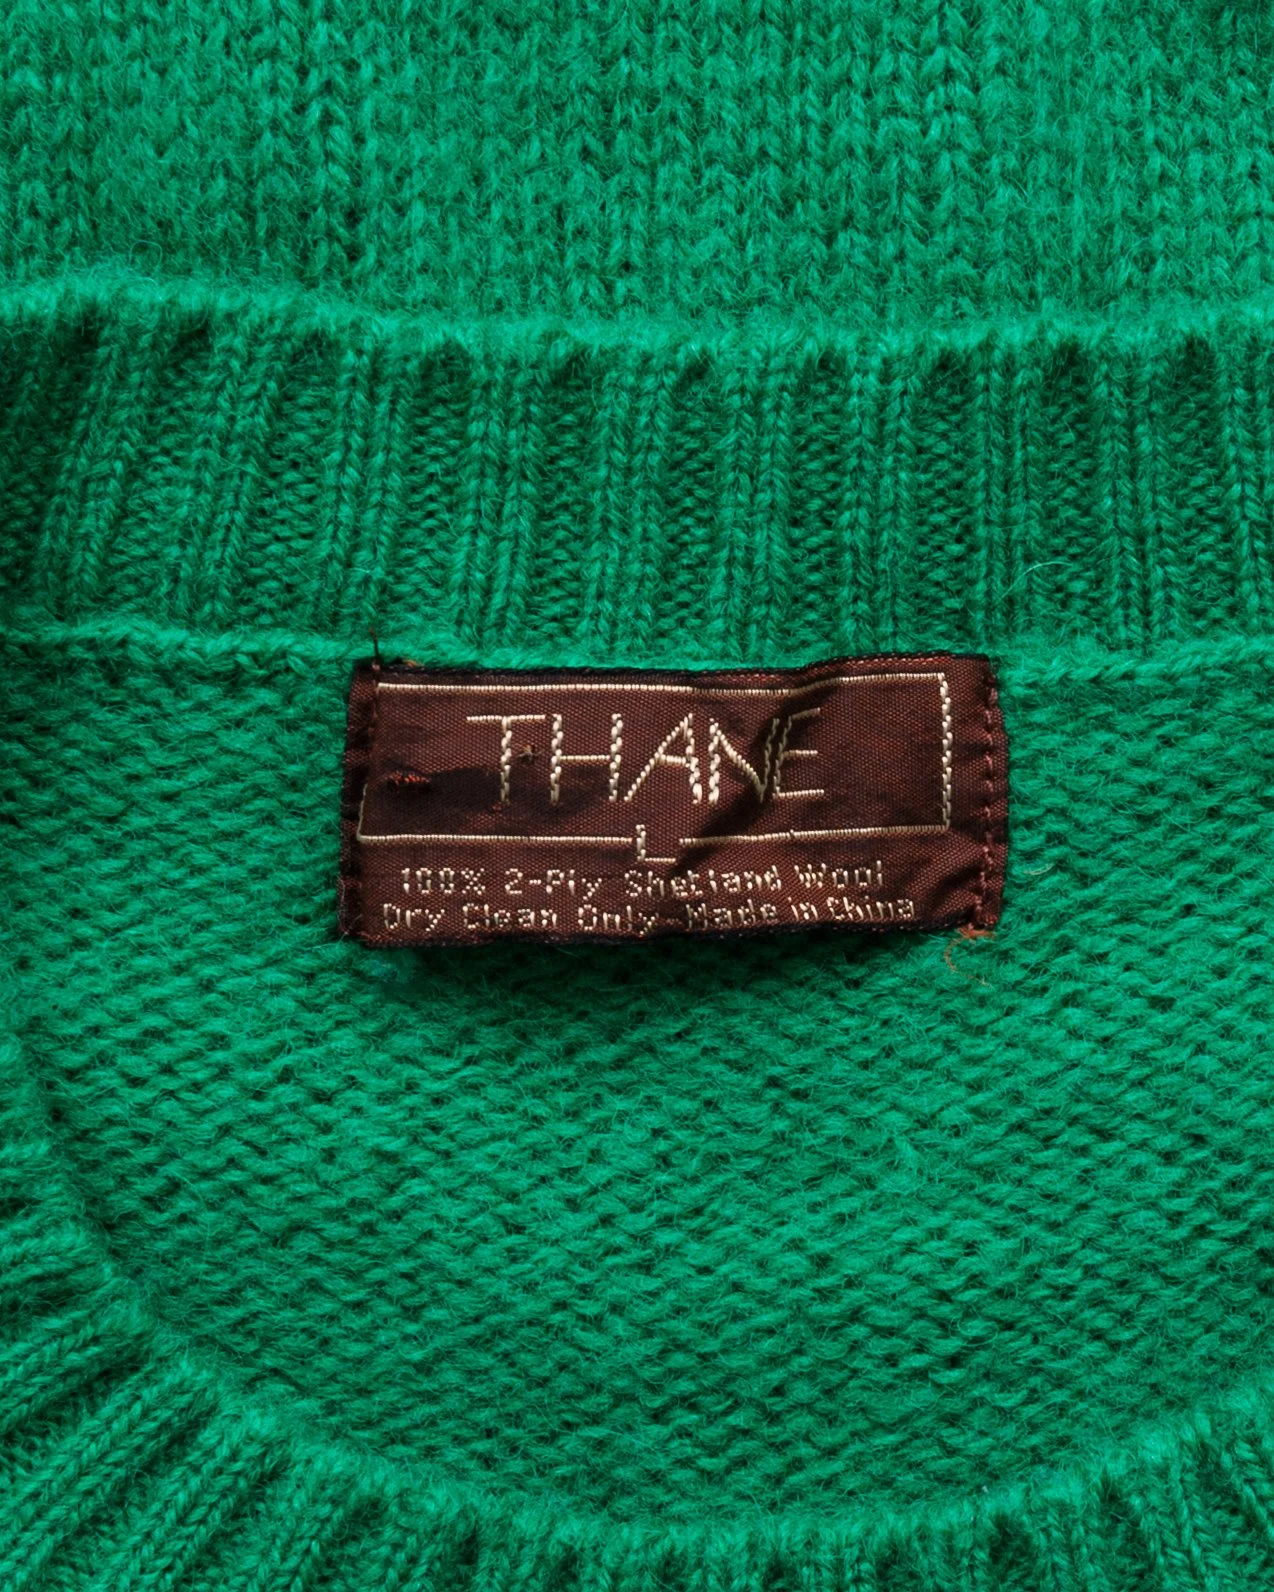 THANE
L
100% 2-Ply Shetland Wool
Dry Clean Only Made in China